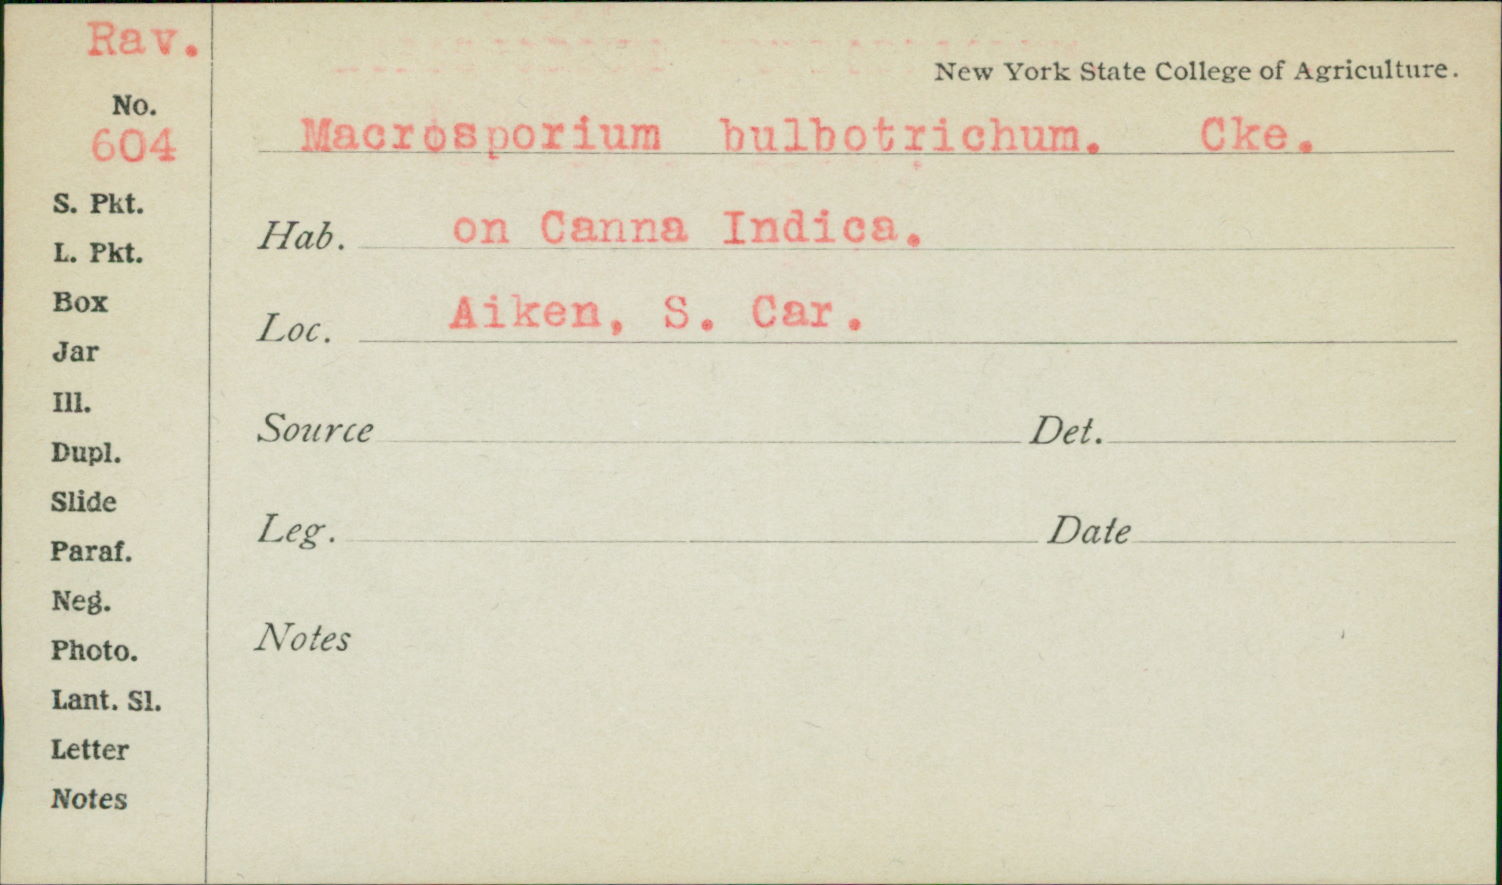 Rav.
No.
604
S. Pkt.
L. Pkt.
Box
Jar
Ill.
Dupl.
Slide
Paraf.
Neg.
Photo.
Lant. Sl.
Letter
Notes
New York State College of Agriculture.
Macrosporium bulbotrichum. Cke.
Hab. on Canna Indica.
Loc. Aiken, S. Car.
Source Det.
Leg. Date
Notes